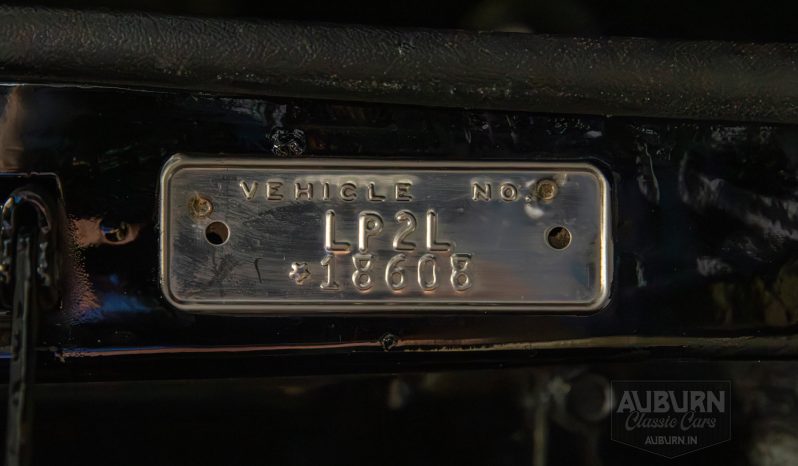 VEHICLE NO.
LP2L
*18608
AUBURN
Classic Cars
AUBURN.IN